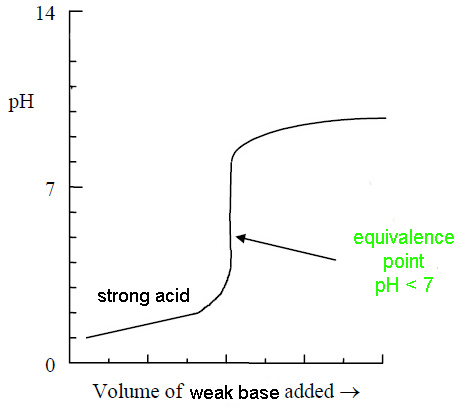 14
pH
7
equivalence
point
pH < 7
strong acid
0
Volume of weak base added →